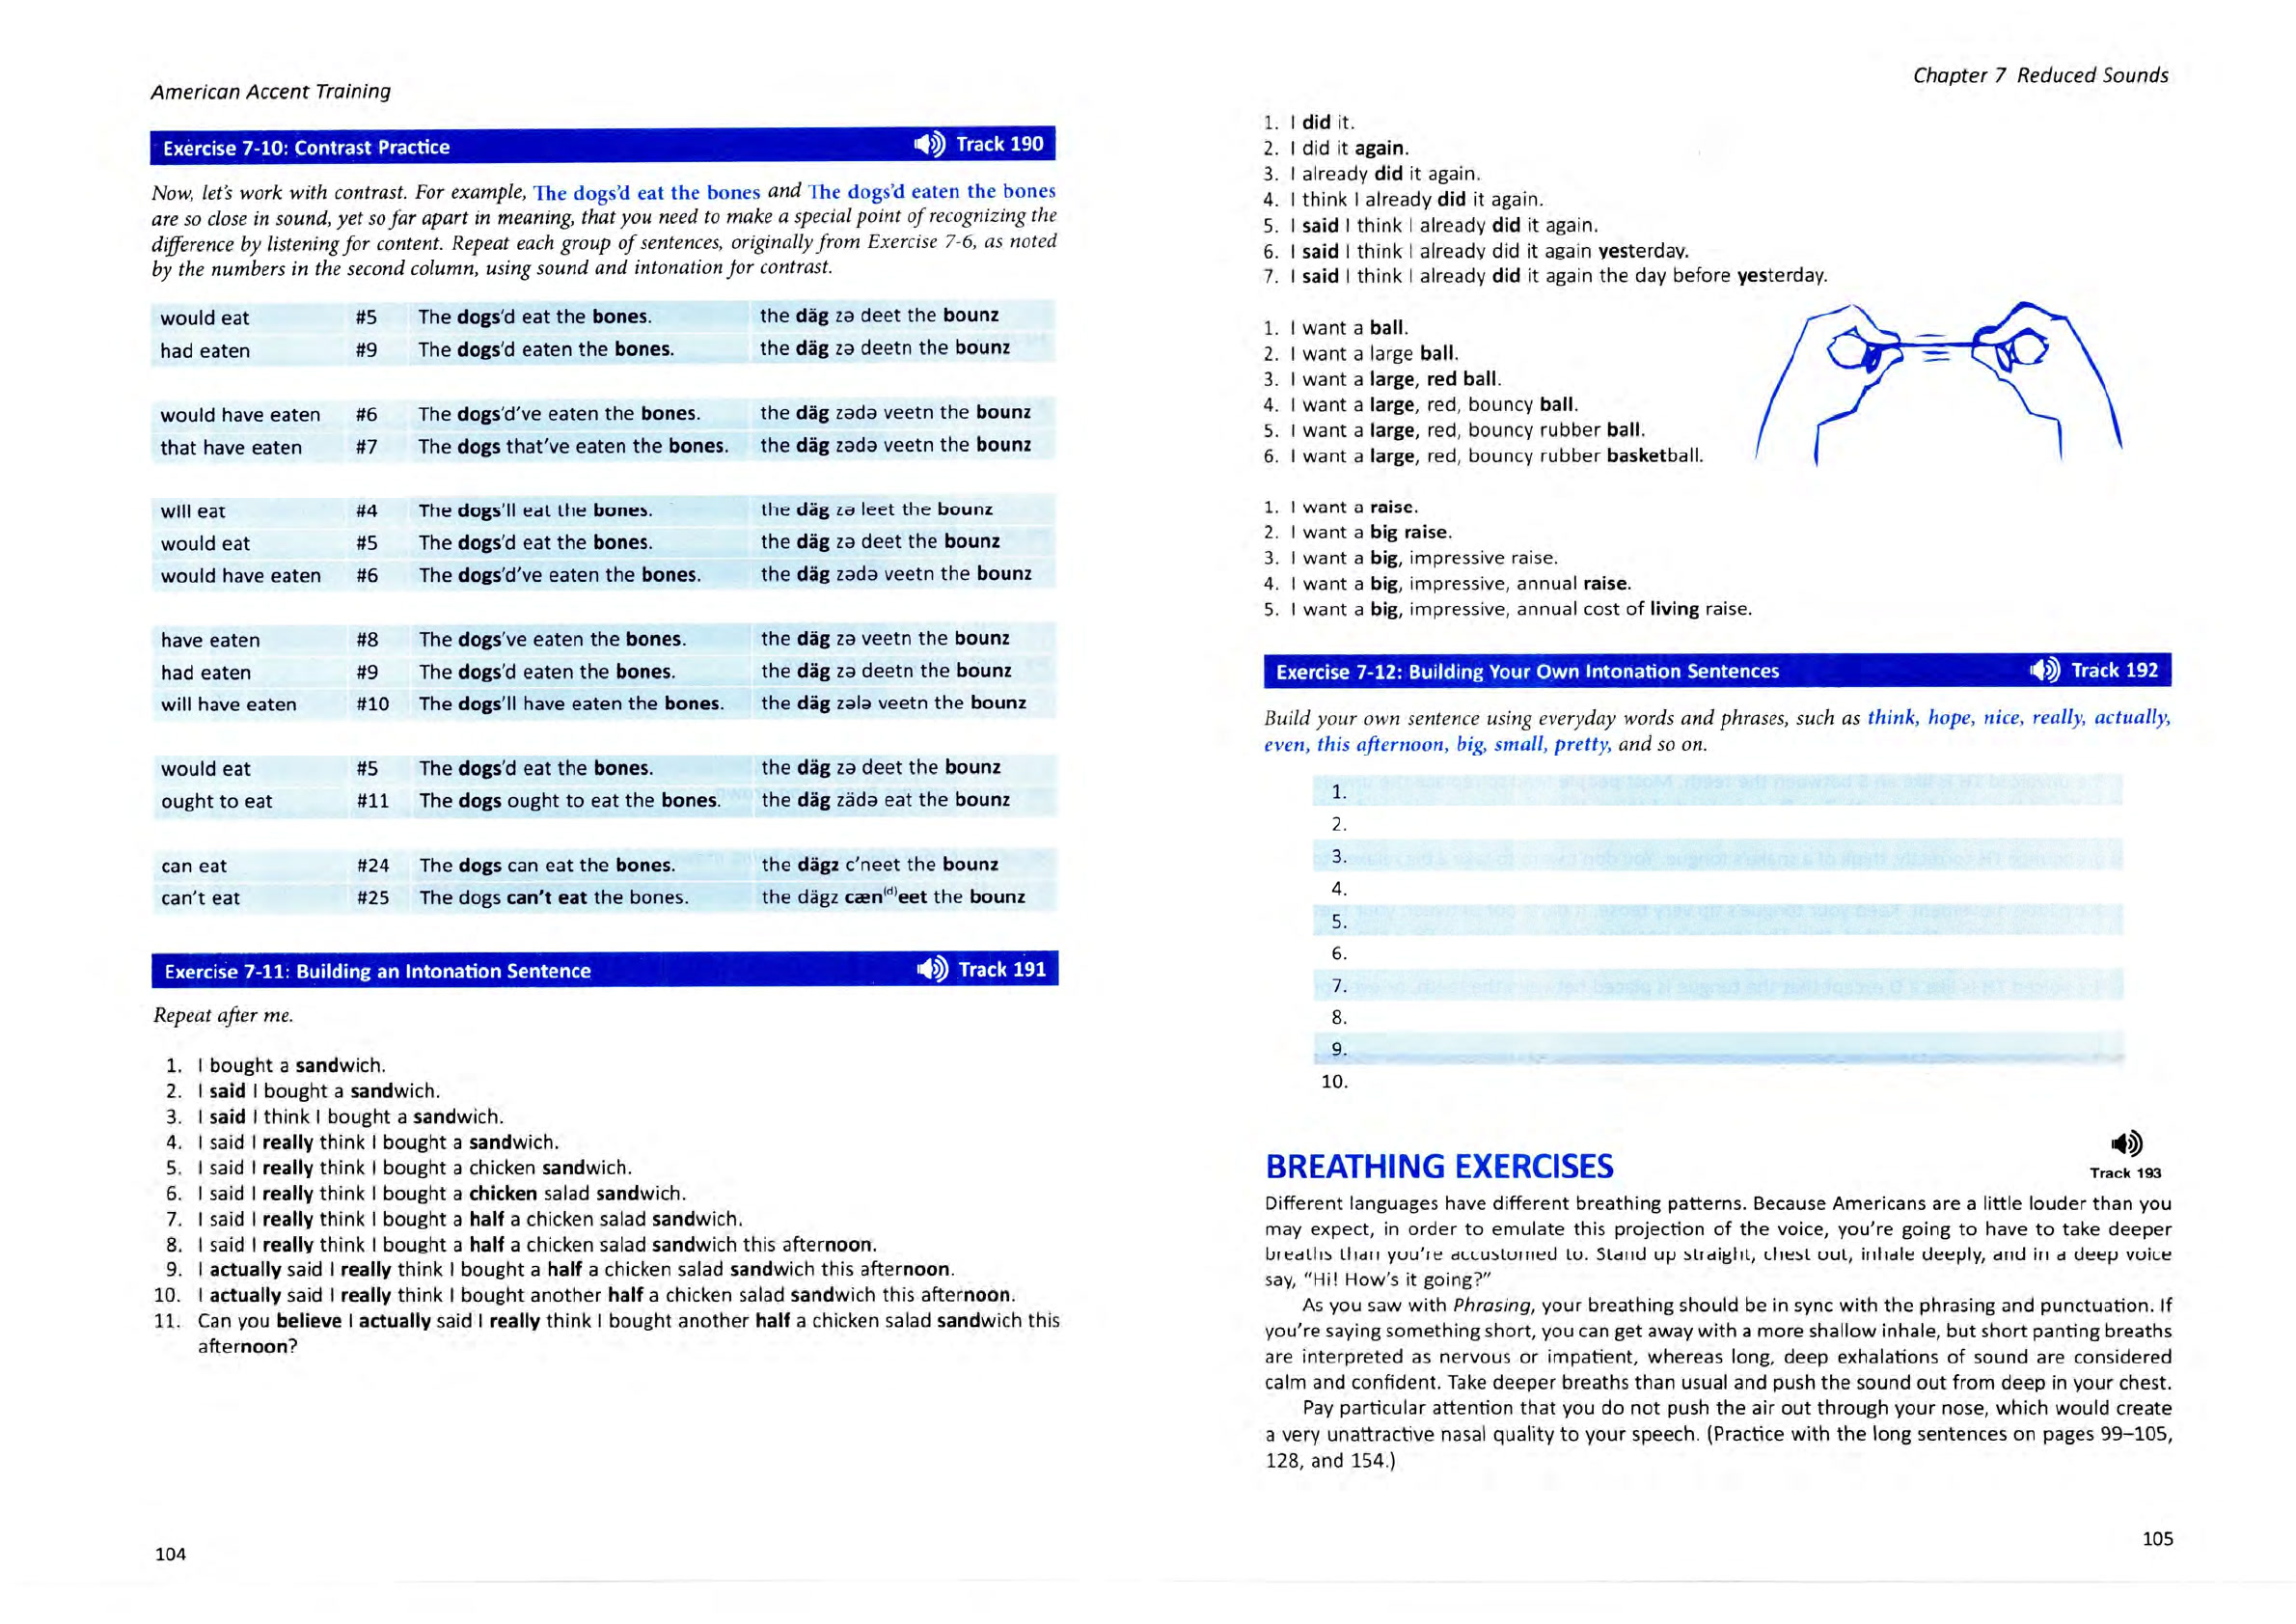 American Accent Training
Exercise 7-10: Contrast Practice Track 190
Now, let's work with contrast. For example, The dogs'd eat the bones and The dogs'd eaten the bones
are so close in sound, yet so far apart in meaning, that you need to make a special point of recognizing the
difference by listening for content. Repeat each group of sentences, originally from Exercise 7-6, as noted
by the numbers in the second column, using sound and intonation for contrast.
would eat #5 The dogs'd eat the bones. the däg zə deet the bounz
had eaten #9 The dogs'd eaten the bones. the däg zə deetn the bounz
would have eaten #6 The dogs'd've eaten the bones. the däg zədə veetn the bounz
that have eaten #7 The dogs that've eaten the bones. the däg zədə veetn the bounz
will eat #4 The dogs'll eat the bones. the däg zə leet the bounz
would eat #5 The dogs'd eat the bones. the däg zə deet the bounz
would have eaten #6 The dogs'd've eaten the bones. the däg zədə veetn the bounz
have eaten #8 The dogs've eaten the bones. the däg zə veetn the bounz
had eaten #9 The dogs'd eaten the bones. the däg zə deetn the bounz
will have eaten #10 The dogs'll have eaten the bones. the däg zələ veetn the bounz
would eat #5 The dogs'd eat the bones. the däg zə deet the bounz
ought to eat #11 The dogs ought to eat the bones. the däg zädə eat the bounz
can eat #24 The dogs can eat the bones. the dägz c'neet the bounz
can't eat #25 The dogs can't eat the bones. the dägz cæn(d)'eet the bounz
Exercise 7-11: Building an Intonation Sentence Track 191
Repeat after me.
1. I bought a sandwich.
2. I said I bought a sandwich.
3. I said I think I bought a sandwich.
4. I said I really think I bought a sandwich.
5. I said I really think I bought a chicken sandwich.
6. I said I really think I bought a chicken salad sandwich.
7. I said I really think I bought a half a chicken salad sandwich.
8. I said I really think I bought a half a chicken salad sandwich this afternoon.
9. I actually said I really think I bought a half a chicken salad sandwich this afternoon.
10. I actually said I really think I bought another half a chicken salad sandwich this afternoon.
11. Can you believe I actually said I really think I bought another half a chicken salad sandwich this
afternoon?
104
Chapter 7 Reduced Sounds
1. I did it.
2. I did it again.
3. I already did it again.
4. I think I already did it again.
5. I said I think I already did it again.
6. I said I think I already did it again yesterday.
7. I said I think I already did it again the day before yesterday.
1. I want a ball.
2. I want a large ball.
3. I want a large, red ball.
4. I want a large, red, bouncy ball.
5. I want a large, red, bouncy rubber ball.
6. I want a large, red, bouncy rubber basketball.
1. I want a raise.
2. I want a big raise.
3. I want a big, impressive raise.
4. I want a big, impressive, annual raise.
5. I want a big, impressive, annual cost of living raise.
Exercise 7-12: Building Your Own Intonation Sentences Track 192
Build your own sentence using everyday words and phrases, such as think, hope, nice, really, actually,
even, this afternoon, big, small, pretty, and so on.
1.
2.
3.
4.
5.
6.
7.
8.
9.
10.
BREATHING EXERCISES
Track 193
Different languages have different breathing patterns. Because Americans are a little louder than you
may expect, in order to emulate this projection of the voice, you're going to have to take deeper
breaths than you're accustomed to. Stand up straight, chest out, inhale deeply, and in a deep voice
say, "Hi! How's it going?"
As you saw with Phrasing, your breathing should be in sync with the phrasing and punctuation. If
you're saying something short, you can get away with a more shallow inhale, but short panting breaths
are interpreted as nervous or impatient, whereas long, deep exhalations of sound are considered
calm and confident. Take deeper breaths than usual and push the sound out from deep in your chest.
Pay particular attention that you do not push the air out through your nose, which would create
a very unattractive nasal quality to your speech. (Practice with the long sentences on pages 99–105,
128, and 154.)
105